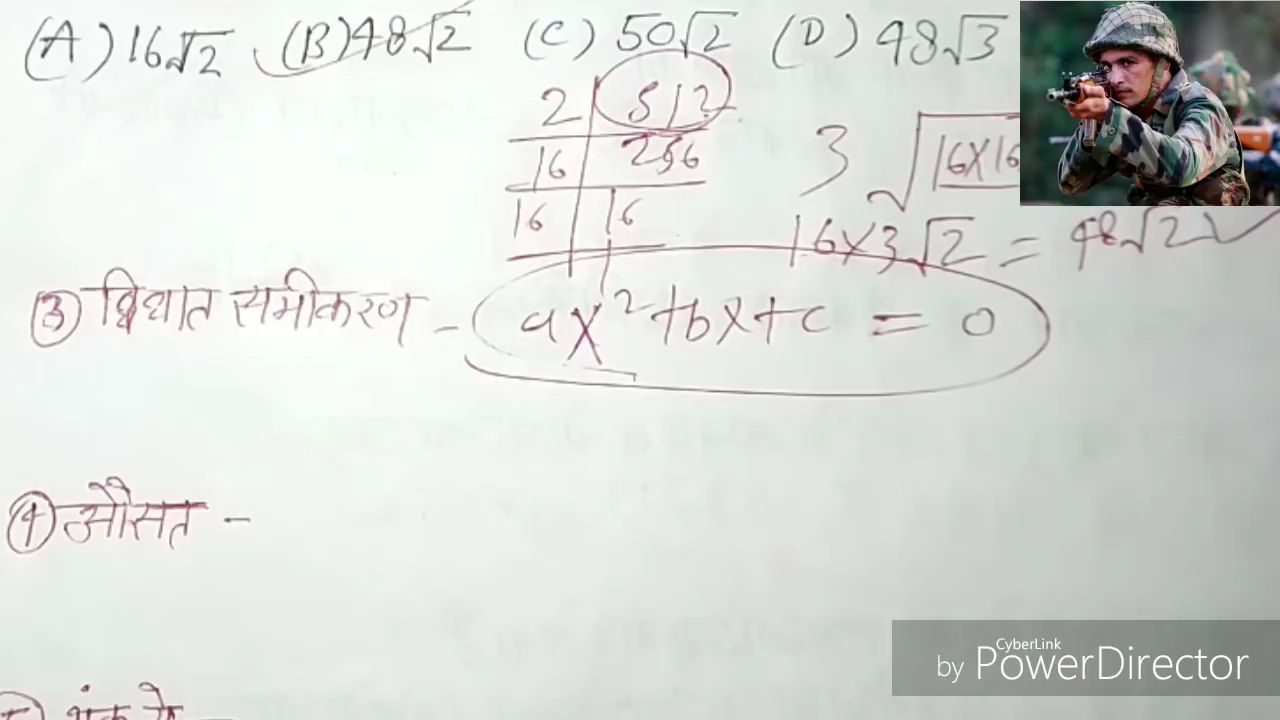 (A) 16√2 (B) 48√2 (C) 50√2 (D) 48√3
2 | 512
16 | 256
16 | 16
3 √16×16
16×3√2 = 48√2
③ द्विघात समीकरण - ax²+bx+c = 0
④ औसत -
CyberLink
by PowerDirector